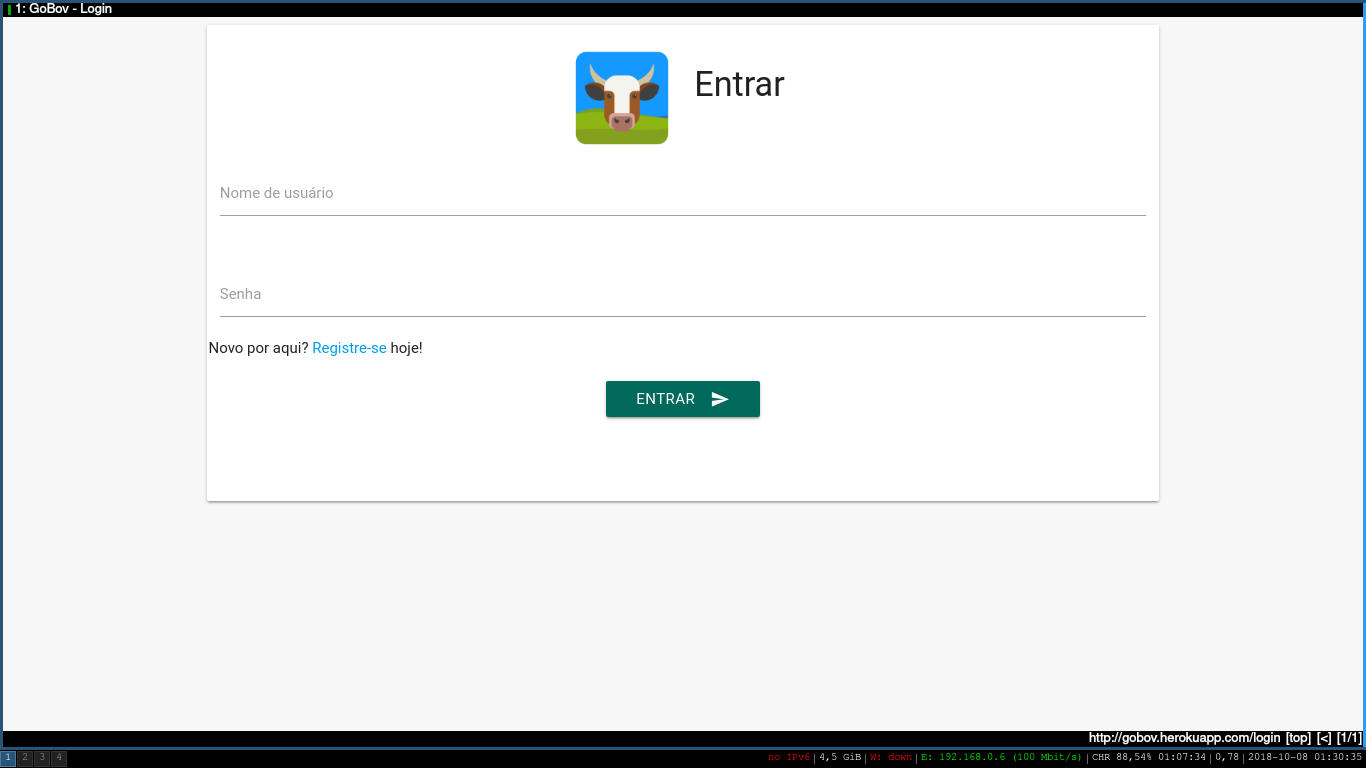 1: GoBov - Login
Entrar
Nome de usuário
Senha
Novo por aqui? Registre-se hoje!
ENTRAR
http://gobov.herokuapp.com/login [top] [<] [1/1]
1 2 3 4 no IPv6|4,5 GiB|W: down|E: 192.168.0.6 (100 Mbit/s)|CHR 88,54% 01:07:34|0,78|2018-10-08 01:30:35